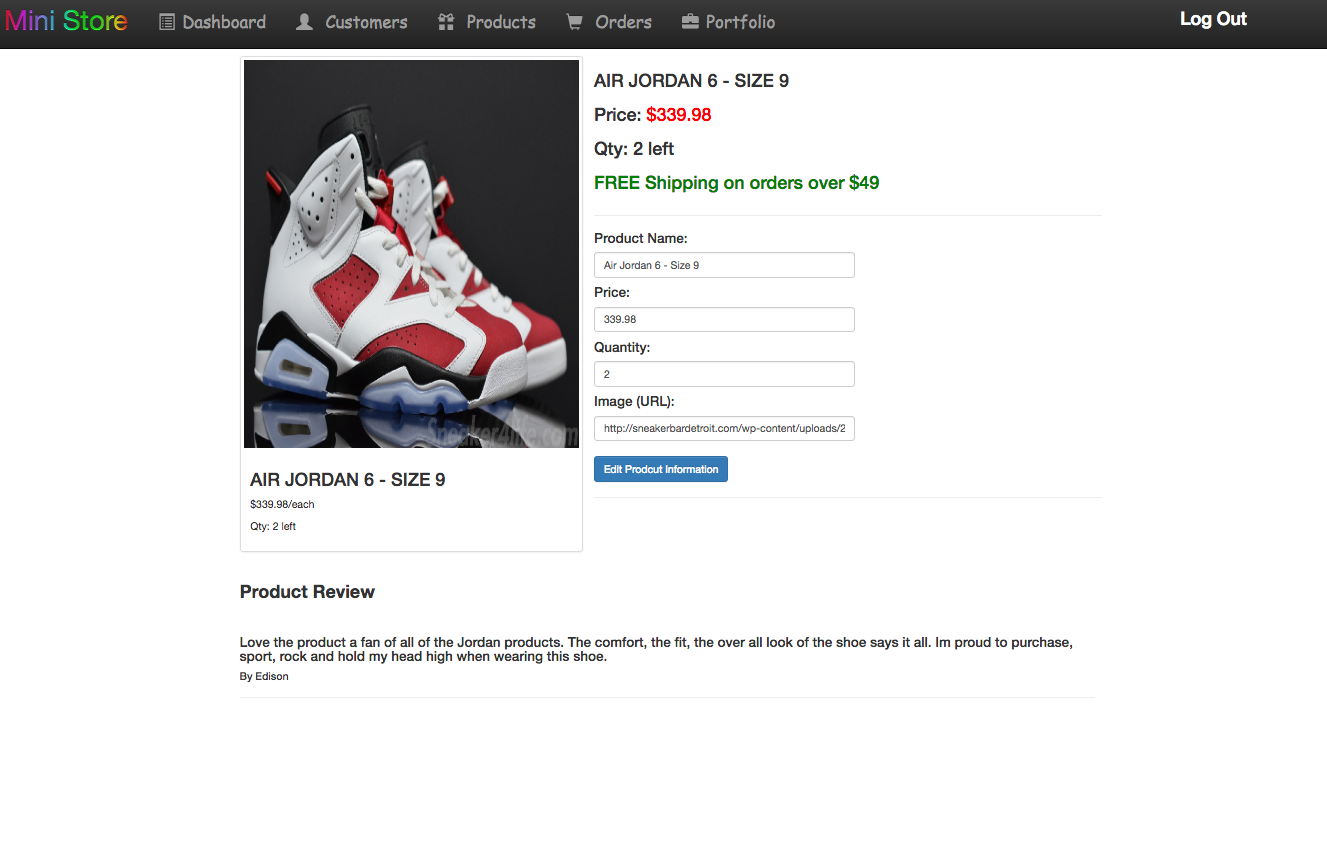 Mini Store
Dashboard
Customers
Products
Orders
Portfolio
Log Out
Sneaker4life.com
AIR JORDAN 6 - SIZE 9
$339.98/each
Qty: 2 left
AIR JORDAN 6 - SIZE 9
Price: $339.98
Qty: 2 left
FREE Shipping on orders over $49
Product Name:
Air Jordan 6 - Size 9
Price:
339.98
Quantity:
2
Image (URL):
http://sneakerbardetroit.com/wp-content/uploads/2
Edit Prodcut Information
Product Review
Love the product a fan of all of the Jordan products. The comfort, the fit, the over all look of the shoe says it all. Im proud to purchase,
sport, rock and hold my head high when wearing this shoe.
By Edison